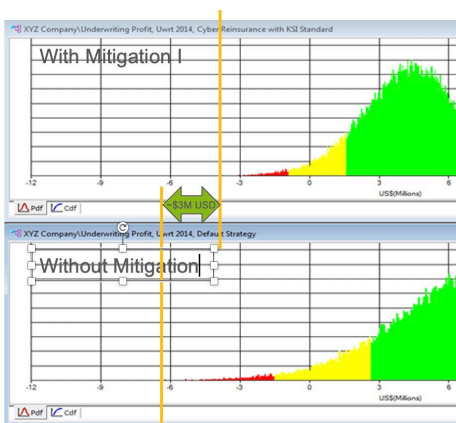 XYZ Company\Underwriting Profit, Uwrt 2014, Cyber Reinsurance with KSI Standard
With Mitigation I
-12 -9 -6 -3 0 3 6
US$(Millions)
Pdf Cdf
~$3M USD
XYZ Company\Underwriting Profit, Uwrt 2014, Default Strategy
Without Mitigation
-12 -9 -6 -3 0 3 6
US$(Millions)
Pdf Cdf